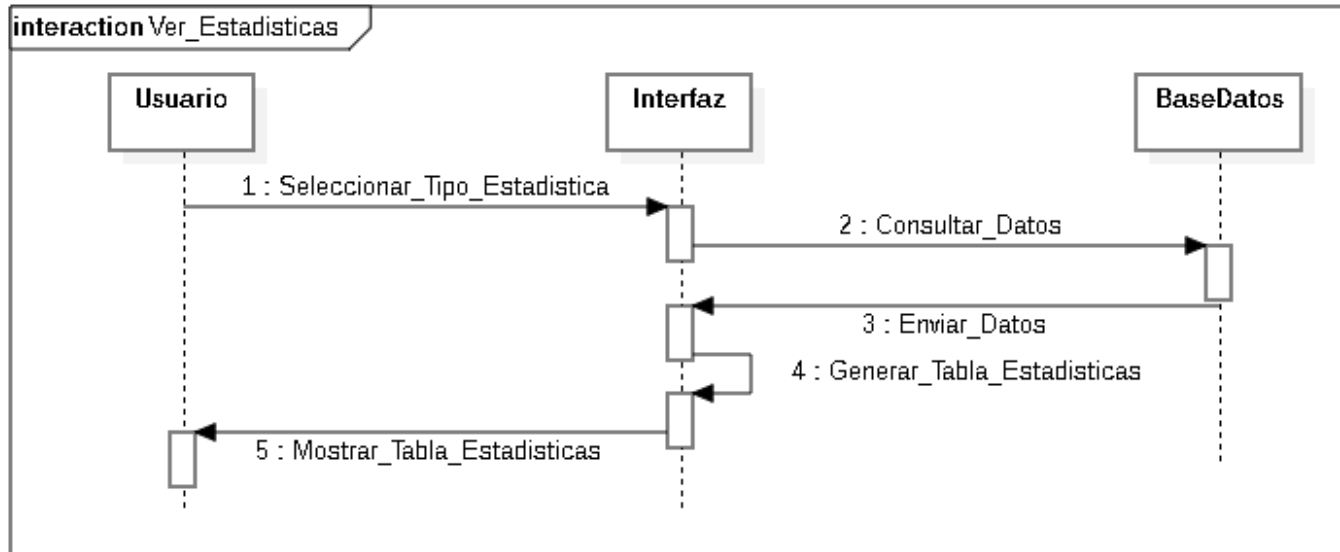 interaction Ver_Estadisticas
Usuario
Interfaz
BaseDatos
1 : Seleccionar_Tipo_Estadistica
2 : Consultar_Datos
3 : Enviar_Datos
4 : Generar_Tabla_Estadisticas
5 : Mostrar_Tabla_Estadisticas